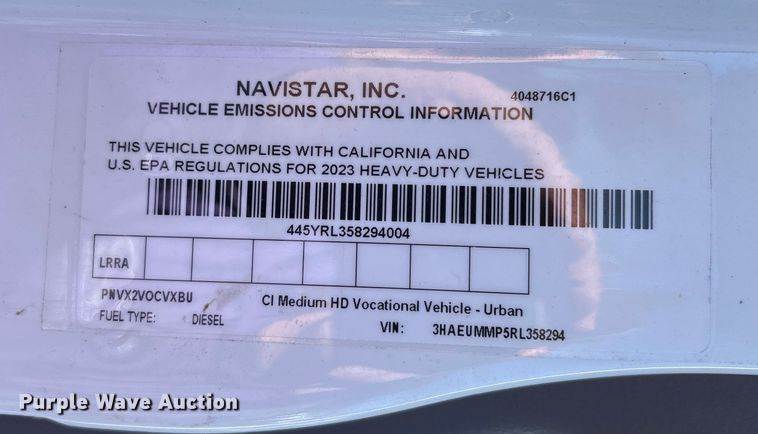 NAVISTAR, INC.
4048716C1
VEHICLE EMISSIONS CONTROL INFORMATION
THIS VEHICLE COMPLIES WITH CALIFORNIA AND
U.S. EPA REGULATIONS FOR 2023 HEAVY-DUTY VEHICLES
445YRL358294004
LRRA
PNVX2VOCVXBU
CI Medium HD Vocational Vehicle - Urban
FUEL TYPE: DIESEL
VIN: 3HAEUMMP5RL358294
Purple Wave Auction